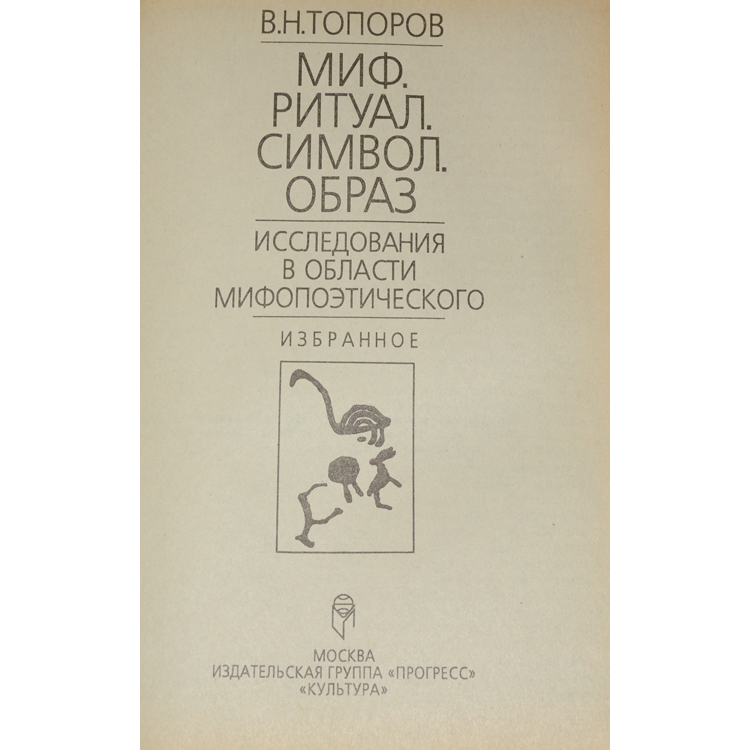 В.Н.ТОПОРОВ
МИФ.
РИТУАЛ.
СИМВОЛ.
ОБРАЗ
ИССЛЕДОВАНИЯ
В ОБЛАСТИ
МИФОПОЭТИЧЕСКОГО
ИЗБРАННОЕ
МОСКВА
ИЗДАТЕЛЬСКАЯ ГРУППА «ПРОГРЕСС»
«КУЛЬТУРА»